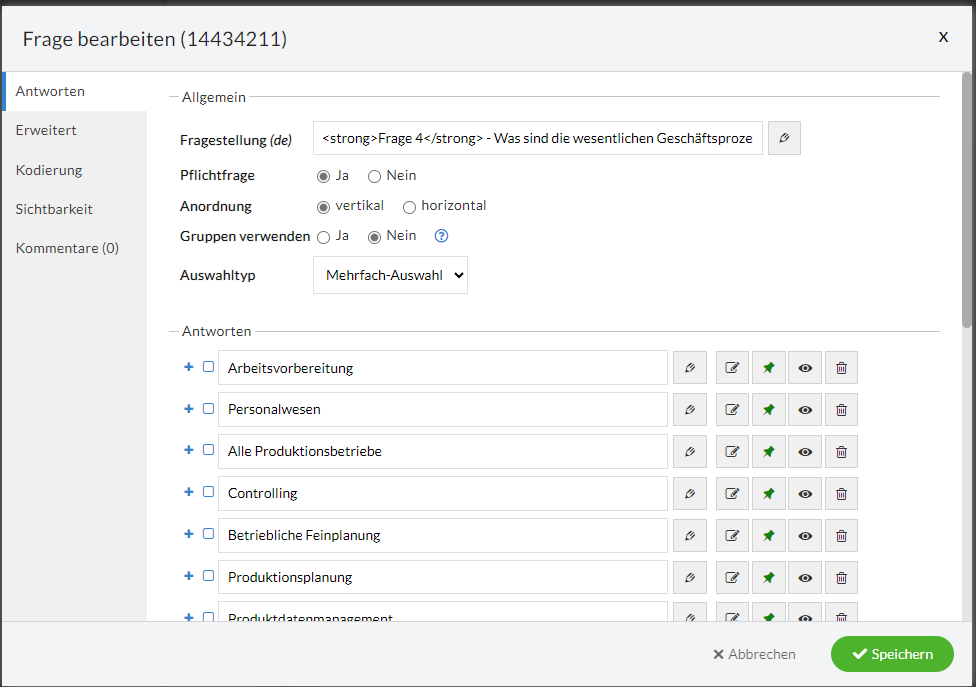 Frage bearbeiten (14434211)
X
Antworten
Erweitert
Kodierung
Sichtbarkeit
Kommentare (0)
Allgemein
Fragestellung (de) <strong>Frage 4</strong> - Was sind die wesentlichen Geschäftsproze
Pflichtfrage Ja Nein
Anordnung vertikal horizontal
Gruppen verwenden Ja Nein ?
Auswahltyp Mehrfach-Auswahl
Antworten
Arbeitsvorbereitung
Personalwesen
Alle Produktionsbetriebe
Controlling
Betriebliche Feinplanung
Produktionsplanung
Produktdatenmanagement
Abbrechen Speichern